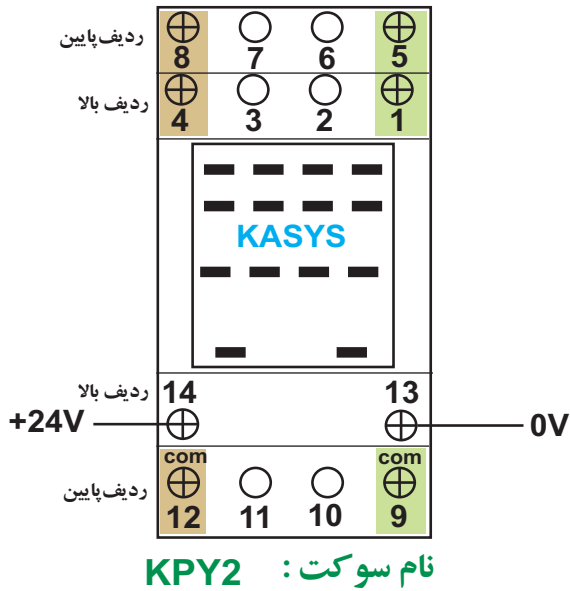 ردیف پایین
8 7 6 5
ردیف بالا
4 3 2 1
KASYS
ردیف بالا
14 13
+24V 0V
com com
ردیف پایین
12 11 10 9
نام سوکت : KPY2